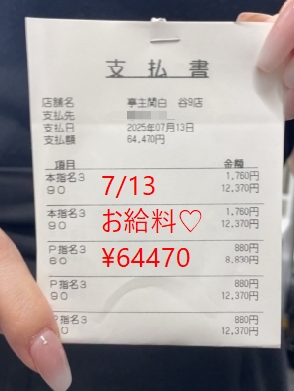 支払書
店舗名 亭主関白 谷9店
支払先
支払日 2025年07月13日
支払額 64,470円
項目 金額
本指名3 1,760円
90 12,370円
7/13
本指名3 1,760円
90 12,370円
お給料♡
P指名3 880円
60 8,830円
¥64470
P指名3 880円
90 12,370円
P指名3 880円
90 12,370円